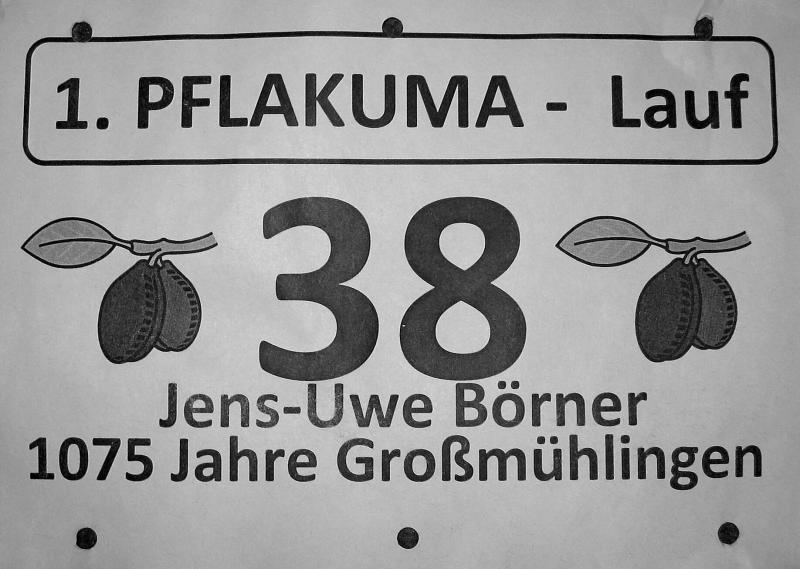 1. PFLAKUMA - Lauf
38
Jens-Uwe Börner
1075 Jahre Großmühlingen